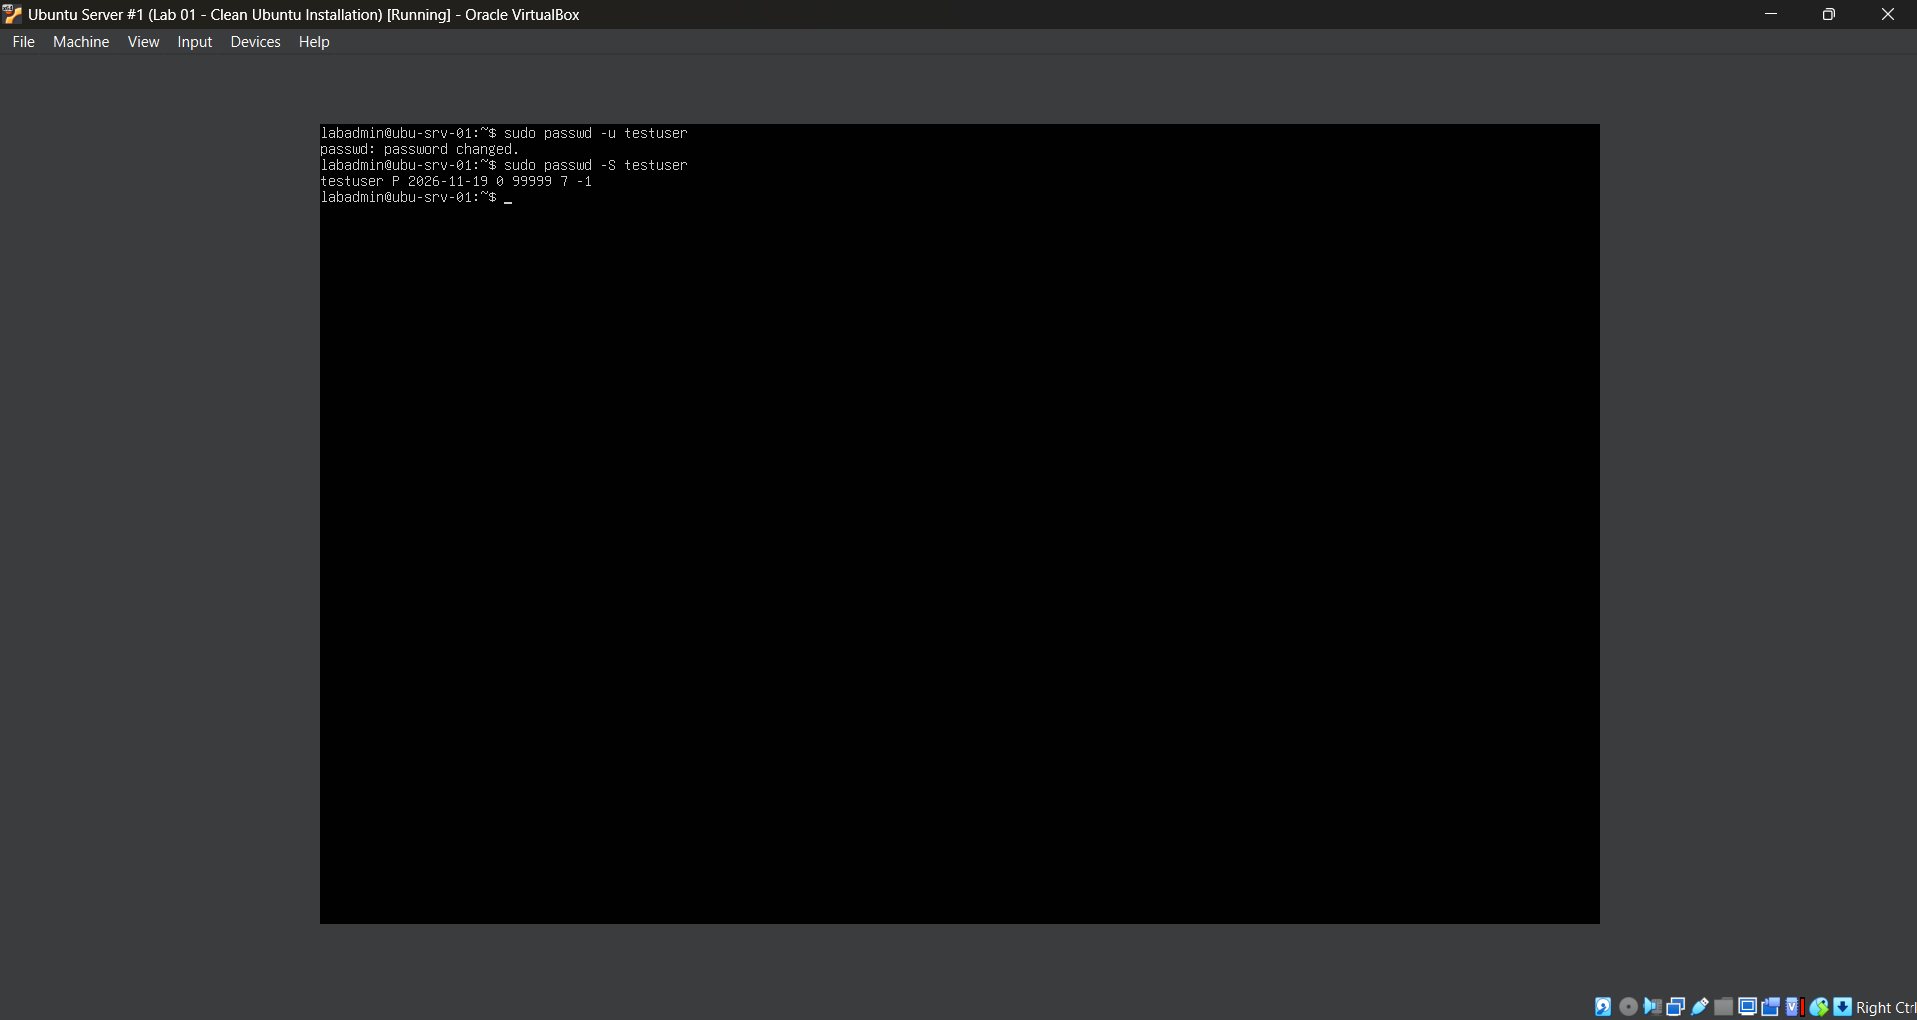 Ubuntu Server #1 (Lab 01 - Clean Ubuntu Installation) [Running] - Oracle VirtualBox
File Machine View Input Devices Help
labadmin@ubu-srv-01:~$ sudo passwd -u testuser
passwd: password changed.
labadmin@ubu-srv-01:~$ sudo passwd -S testuser
testuser P 2026-11-19 0 99999 7 -1
labadmin@ubu-srv-01:~$ _
Right Ctrl